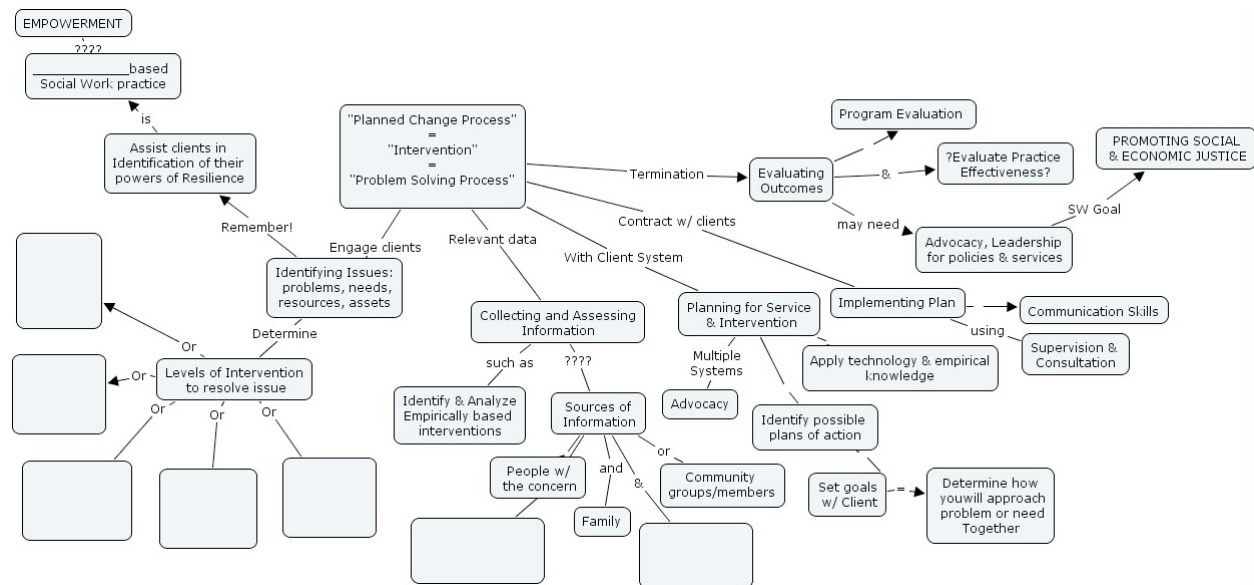 EMPOWERMENT
????
_____________based
Social Work practice
is
Assist clients in
Identification of their
powers of Resilience
Remember!
"Planned Change Process"
=
"Intervention"
=
"Problem Solving Process"
Engage clients
Identifying Issues:
problems, needs,
resources, assets
Determine
Levels of Intervention
to resolve issue
Or
Or
Or
Or
Or
Relevant data
Collecting and Assessing
Information
such as
Identify & Analyze
Empirically based
interventions
????
Sources of
Information
People w/
the concern
and
Family
&
or
Community
groups/members
With Client System
Planning for Service
& Intervention
Multiple
Systems
Advocacy
Identify possible
plans of action
Set goals
w/ Client
=
Determine how
youwill approach
problem or need
Together
Apply technology & empirical
knowledge
Contract w/ clients
Implementing Plan
Communication Skills
using
Supervision &
Consultation
Termination
Evaluating
Outcomes
Program Evaluation
&
?Evaluate Practice
Effectiveness?
may need
Advocacy, Leadership
for policies & services
SW Goal
PROMOTING SOCIAL
& ECONOMIC JUSTICE